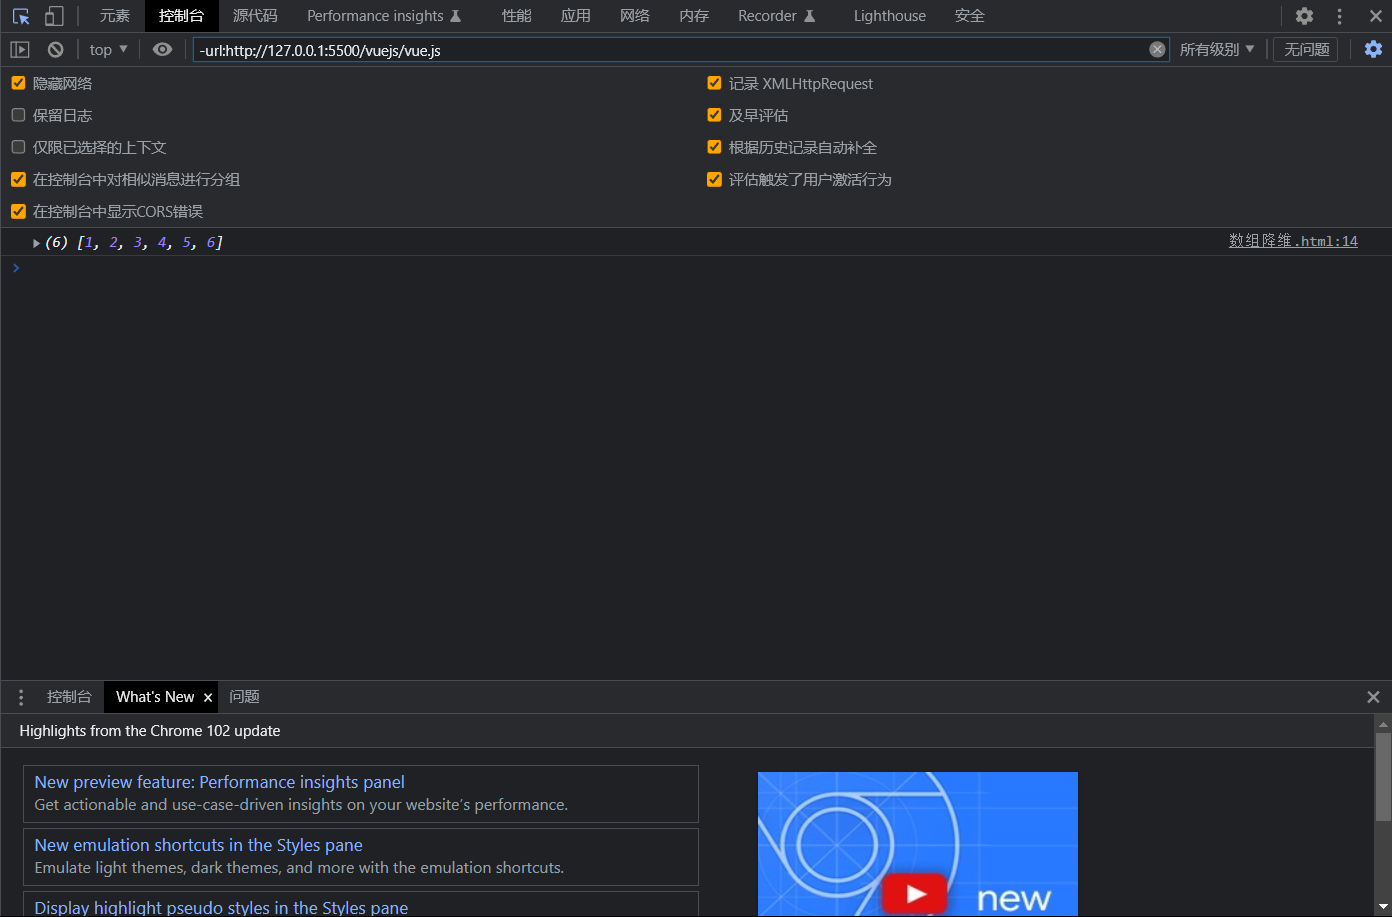 元素 控制台 源代码 Performance insights 性能 应用 网络 内存 Recorder Lighthouse 安全
top -url:http://127.0.0.1:5500/vuejs/vue.js 所有级别 无问题
隐藏网络 记录 XMLHttpRequest
保留日志 及早评估
仅限已选择的上下文 根据历史记录自动补全
在控制台中对相似消息进行分组 评估触发了用户激活行为
在控制台中显示CORS错误
(6) [1, 2, 3, 4, 5, 6] 数组降维.html:14
控制台 What's New 问题
Highlights from the Chrome 102 update
New preview feature: Performance insights panel
Get actionable and use-case-driven insights on your website's performance.
New emulation shortcuts in the Styles pane
Emulate light themes, dark themes, and more with the emulation shortcuts.
new
Display highlight pseudo styles in the Styles pane